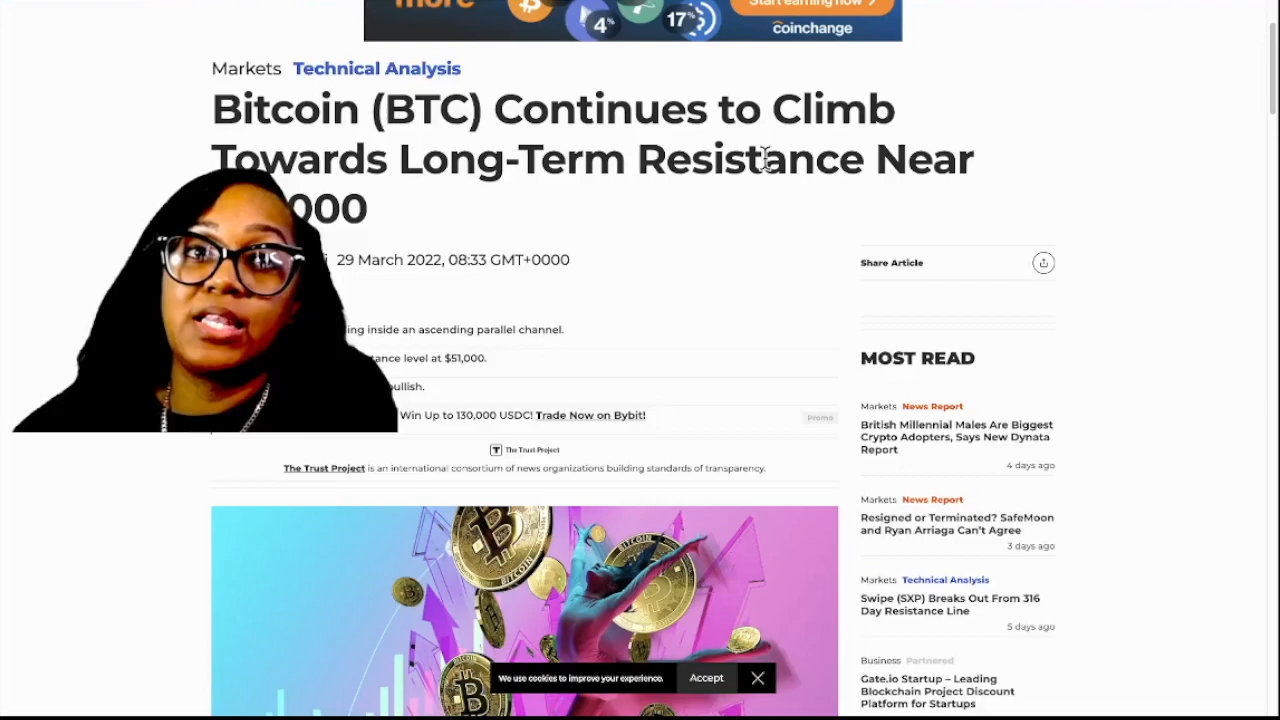 more
4%
17%
Start earning now >
coinchange
Markets Technical Analysis
Bitcoin (BTC) Continues to Climb
Towards Long-Term Resistance Near
000
29 March 2022, 08:33 GMT+0000
Share Article
ing inside an ascending parallel channel.
tance level at $51,000.
bullish.
Win Up to 130,000 USDC! Trade Now on Bybit!
Promo
The Trust Project
The Trust Project is an international consortium of news organizations building standards of transparency.
BITCOIN
BITCOIN
BITCOIN
We use cookies to improve your experience.
Accept
MOST READ
Markets News Report
British Millennial Males Are Biggest
Crypto Adopters, Says New Dynata
Report
4 days ago
Markets News Report
Resigned or Terminated? SafeMoon
and Ryan Arriaga Can't Agree
3 days ago
Markets Technical Analysis
Swipe (SXP) Breaks Out From 316
Day Resistance Line
5 days ago
Business Partnered
Gate.io Startup – Leading
Blockchain Project Discount
Platform for Startups